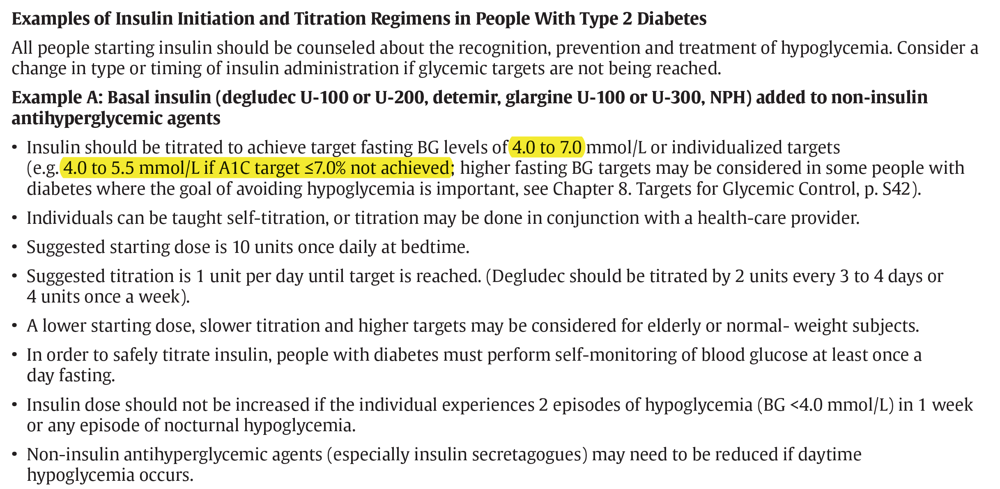 Examples of Insulin Initiation and Titration Regimens in People With Type 2 Diabetes
All people starting insulin should be counseled about the recognition, prevention and treatment of hypoglycemia. Consider a
change in type or timing of insulin administration if glycemic targets are not being reached.
Example A: Basal insulin (degludec U-100 or U-200, detemir, glargine U-100 or U-300, NPH) added to non-insulin
antihyperglycemic agents
• Insulin should be titrated to achieve target fasting BG levels of 4.0 to 7.0 mmol/L or individualized targets
(e.g. 4.0 to 5.5 mmol/L if A1C target ≤7.0% not achieved; higher fasting BG targets may be considered in some people with
diabetes where the goal of avoiding hypoglycemia is important, see Chapter 8. Targets for Glycemic Control, p. S42).
• Individuals can be taught self-titration, or titration may be done in conjunction with a health-care provider.
• Suggested starting dose is 10 units once daily at bedtime.
• Suggested titration is 1 unit per day until target is reached. (Degludec should be titrated by 2 units every 3 to 4 days or
4 units once a week).
• A lower starting dose, slower titration and higher targets may be considered for elderly or normal- weight subjects.
• In order to safely titrate insulin, people with diabetes must perform self-monitoring of blood glucose at least once a
day fasting.
• Insulin dose should not be increased if the individual experiences 2 episodes of hypoglycemia (BG <4.0 mmol/L) in 1 week
or any episode of nocturnal hypoglycemia.
• Non-insulin antihyperglycemic agents (especially insulin secretagogues) may need to be reduced if daytime
hypoglycemia occurs.